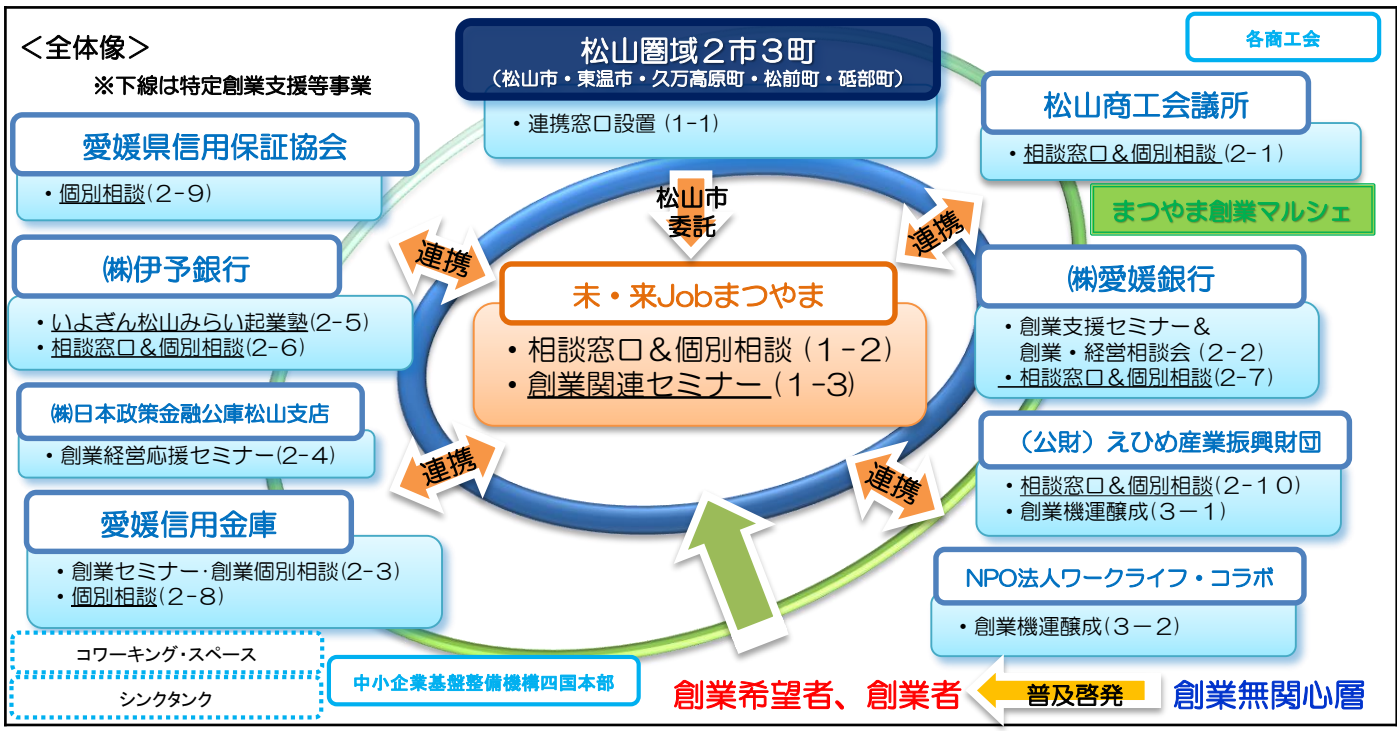 <全体像>
※下線は特定創業支援等事業
松山圏域2市3町
(松山市・東温市・久万高原町・松前町・砥部町)
・連携窓口設置 (1-1)
各商工会
松山商工会議所
・相談窓口&個別相談 (2-1)
まつやま創業マルシェ
愛媛県信用保証協会
・個別相談(2-9)
松山市
委託
連携
連携
㈱伊予銀行
・いよぎん松山みらい起業塾(2-5)
・相談窓口&個別相談(2-6)
未・来Jobまつやま
・相談窓口&個別相談 (1-2)
・創業関連セミナー (1-3)
㈱愛媛銀行
・創業支援セミナー&
創業・経営相談会 (2-2)
・相談窓口&個別相談(2-7)
㈱日本政策金融公庫松山支店
・創業経営応援セミナー(2-4)
連携
連携
(公財)えひめ産業振興財団
・相談窓口&個別相談(2-10)
・創業機運醸成(3-1)
愛媛信用金庫
・創業セミナー・創業個別相談(2-3)
・個別相談(2-8)
NPO法人ワークライフ・コラボ
・創業機運醸成(3-2)
コワーキング・スペース
シンクタンク
中小企業基盤整備機構四国本部
創業希望者、創業者
普及啓発
創業無関心層